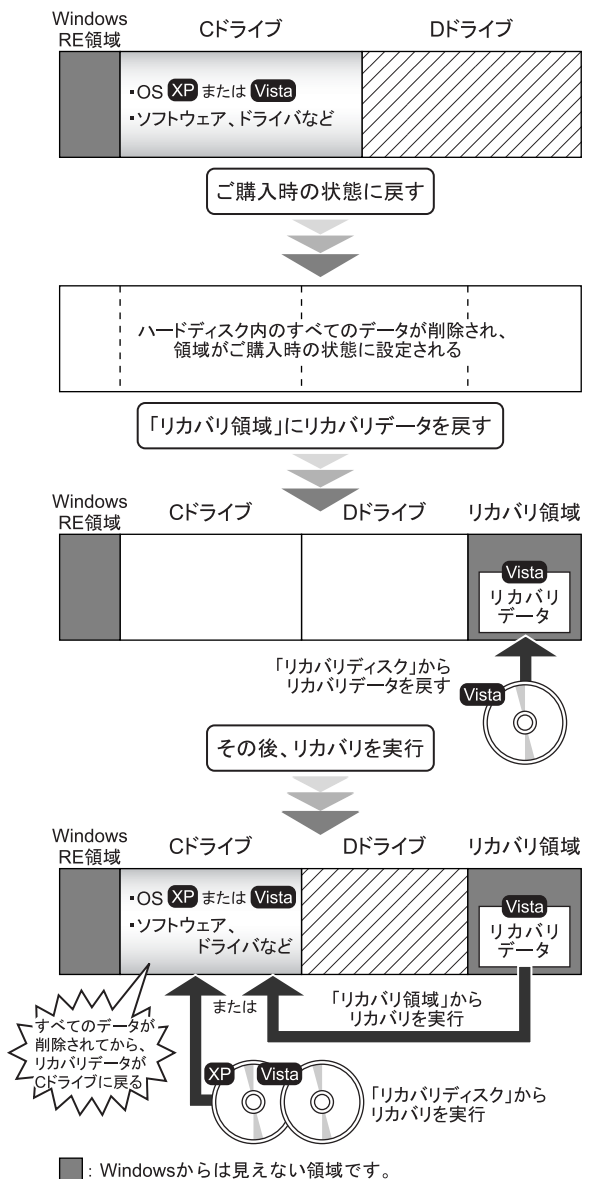 Windows
RE領域
Cドライブ
Dドライブ
・OS XP または Vista
・ソフトウェア、ドライバなど
ご購入時の状態に戻す
ハードディスク内のすべてのデータが削除され、
領域がご購入時の状態に設定される
「リカバリ領域」にリカバリデータを戻す
Windows
RE領域
Cドライブ
Dドライブ
リカバリ領域
Vista
リカバリ
データ
「リカバリディスク」から
リカバリデータを戻す
Vista
その後、リカバリを実行
Windows
RE領域
Cドライブ
Dドライブ
リカバリ領域
・OS XP または Vista
・ソフトウェア、
ドライバなど
Vista
リカバリ
データ
または
「リカバリ領域」から
リカバリを実行
すべてのデータが
削除されてから、
リカバリデータが
Cドライブに戻る
XP
Vista
「リカバリディスク」から
リカバリを実行
: Windowsからは見えない領域です。